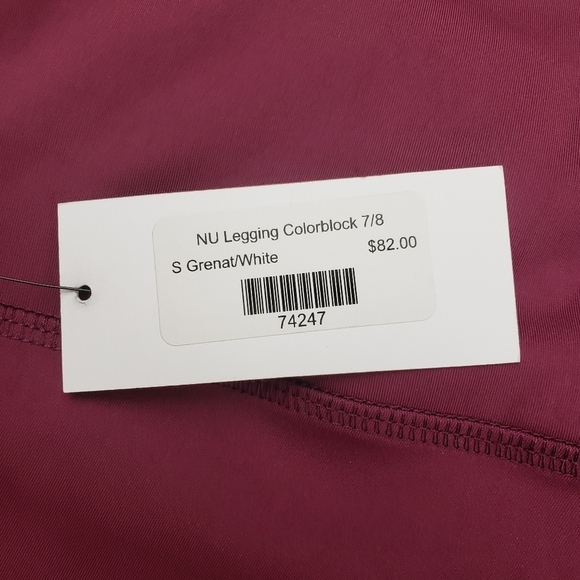 NU Legging Colorblock 7/8
S Grenat/White $82.00
74247